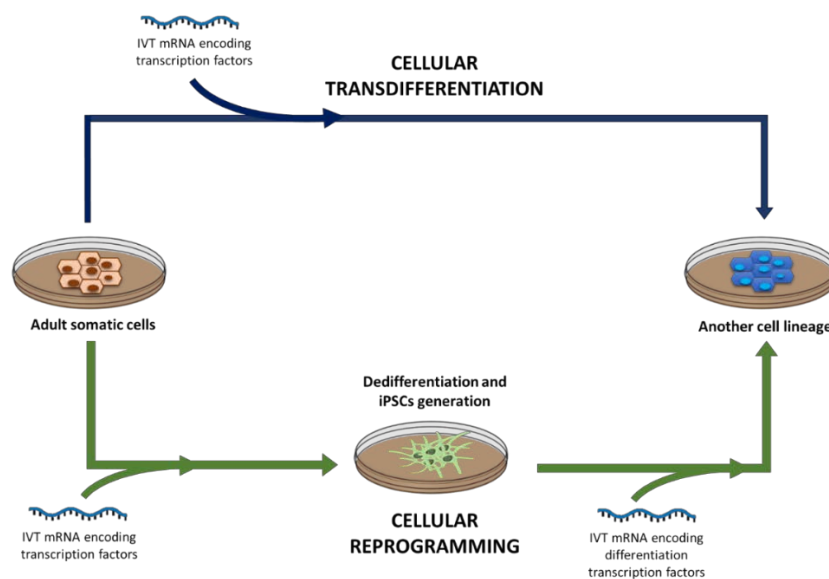 IVT mRNA encoding
transcription factors
CELLULAR
TRANSDIFFERENTIATION
Adult somatic cells
Another cell lineage
Dedifferentiation and
iPSCs generation
IVT mRNA encoding
transcription factors
CELLULAR
REPROGRAMMING
IVT mRNA encoding
differentiation
transcription factors